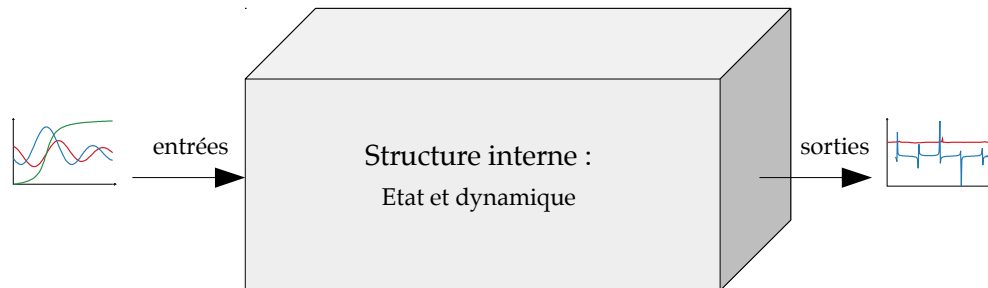 entrées
Structure interne :
Etat et dynamique
sorties